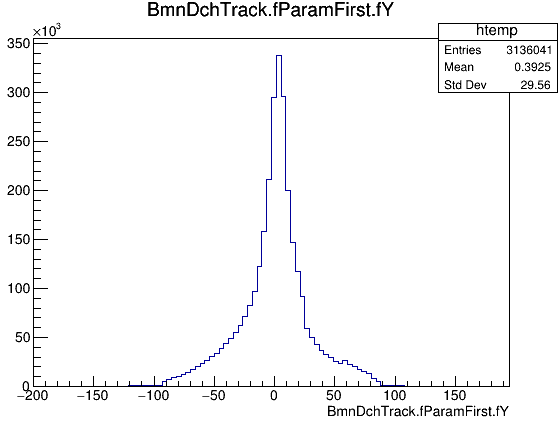 BmnDchTrack.fParamFirst.fY
×10³
htemp
Entries 3136041
Mean 0.3925
Std Dev 29.56
350
300
250
200
150
100
50
0
−200 −150 −100 −50 0 50 100 150
BmnDchTrack.fParamFirst.fY